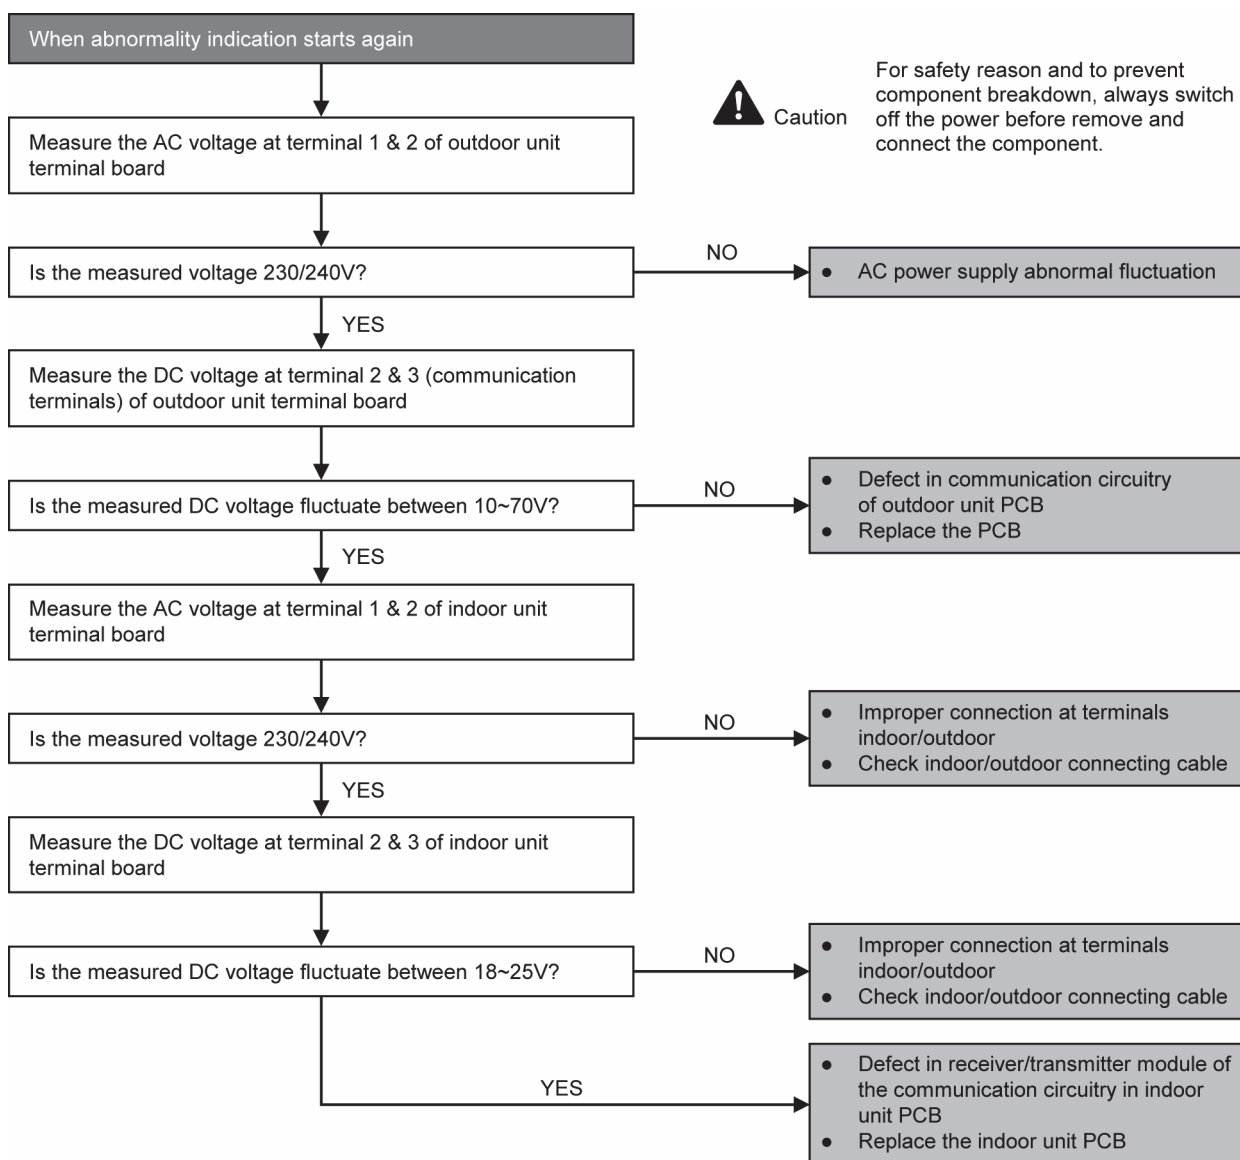 When abnormality indication starts again
Caution
For safety reason and to prevent
component breakdown, always switch
off the power before remove and
connect the component.
Measure the AC voltage at terminal 1 & 2 of outdoor unit
terminal board
Is the measured voltage 230/240V?
NO
● AC power supply abnormal fluctuation
YES
Measure the DC voltage at terminal 2 & 3 (communication
terminals) of outdoor unit terminal board
Is the measured DC voltage fluctuate between 10~70V?
NO
● Defect in communication circuitry
of outdoor unit PCB
● Replace the PCB
YES
Measure the AC voltage at terminal 1 & 2 of indoor unit
terminal board
Is the measured voltage 230/240V?
NO
● Improper connection at terminals
indoor/outdoor
● Check indoor/outdoor connecting cable
YES
Measure the DC voltage at terminal 2 & 3 of indoor unit
terminal board
Is the measured DC voltage fluctuate between 18~25V?
NO
● Improper connection at terminals
indoor/outdoor
● Check indoor/outdoor connecting cable
YES
● Defect in receiver/transmitter module of
the communication circuitry in indoor
unit PCB
● Replace the indoor unit PCB